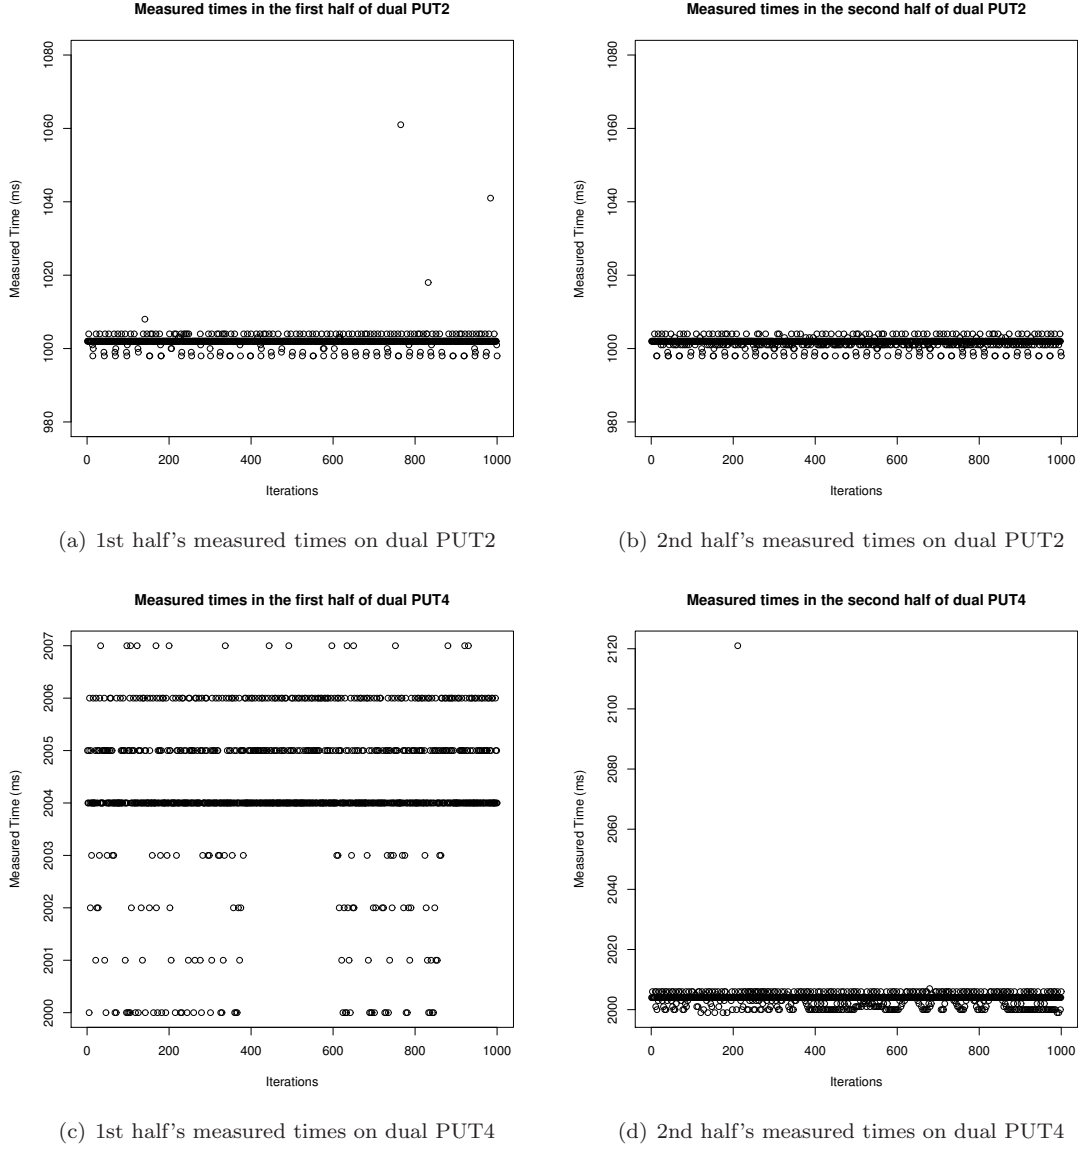 Measured times in the first half of dual PUT2
Measured Time (ms)
1080
1060
1040
1020
1000
980
0 200 400 600 800 1000
Iterations
(a) 1st half's measured times on dual PUT2
Measured times in the second half of dual PUT2
Measured Time (ms)
1080
1060
1040
1020
1000
980
0 200 400 600 800 1000
Iterations
(b) 2nd half's measured times on dual PUT2
Measured times in the first half of dual PUT4
Measured Time (ms)
2007
2006
2005
2004
2003
2002
2001
2000
0 200 400 600 800 1000
Iterations
(c) 1st half's measured times on dual PUT4
Measured times in the second half of dual PUT4
Measured Time (ms)
2120
2100
2080
2060
2040
2020
2000
0 200 400 600 800 1000
Iterations
(d) 2nd half's measured times on dual PUT4